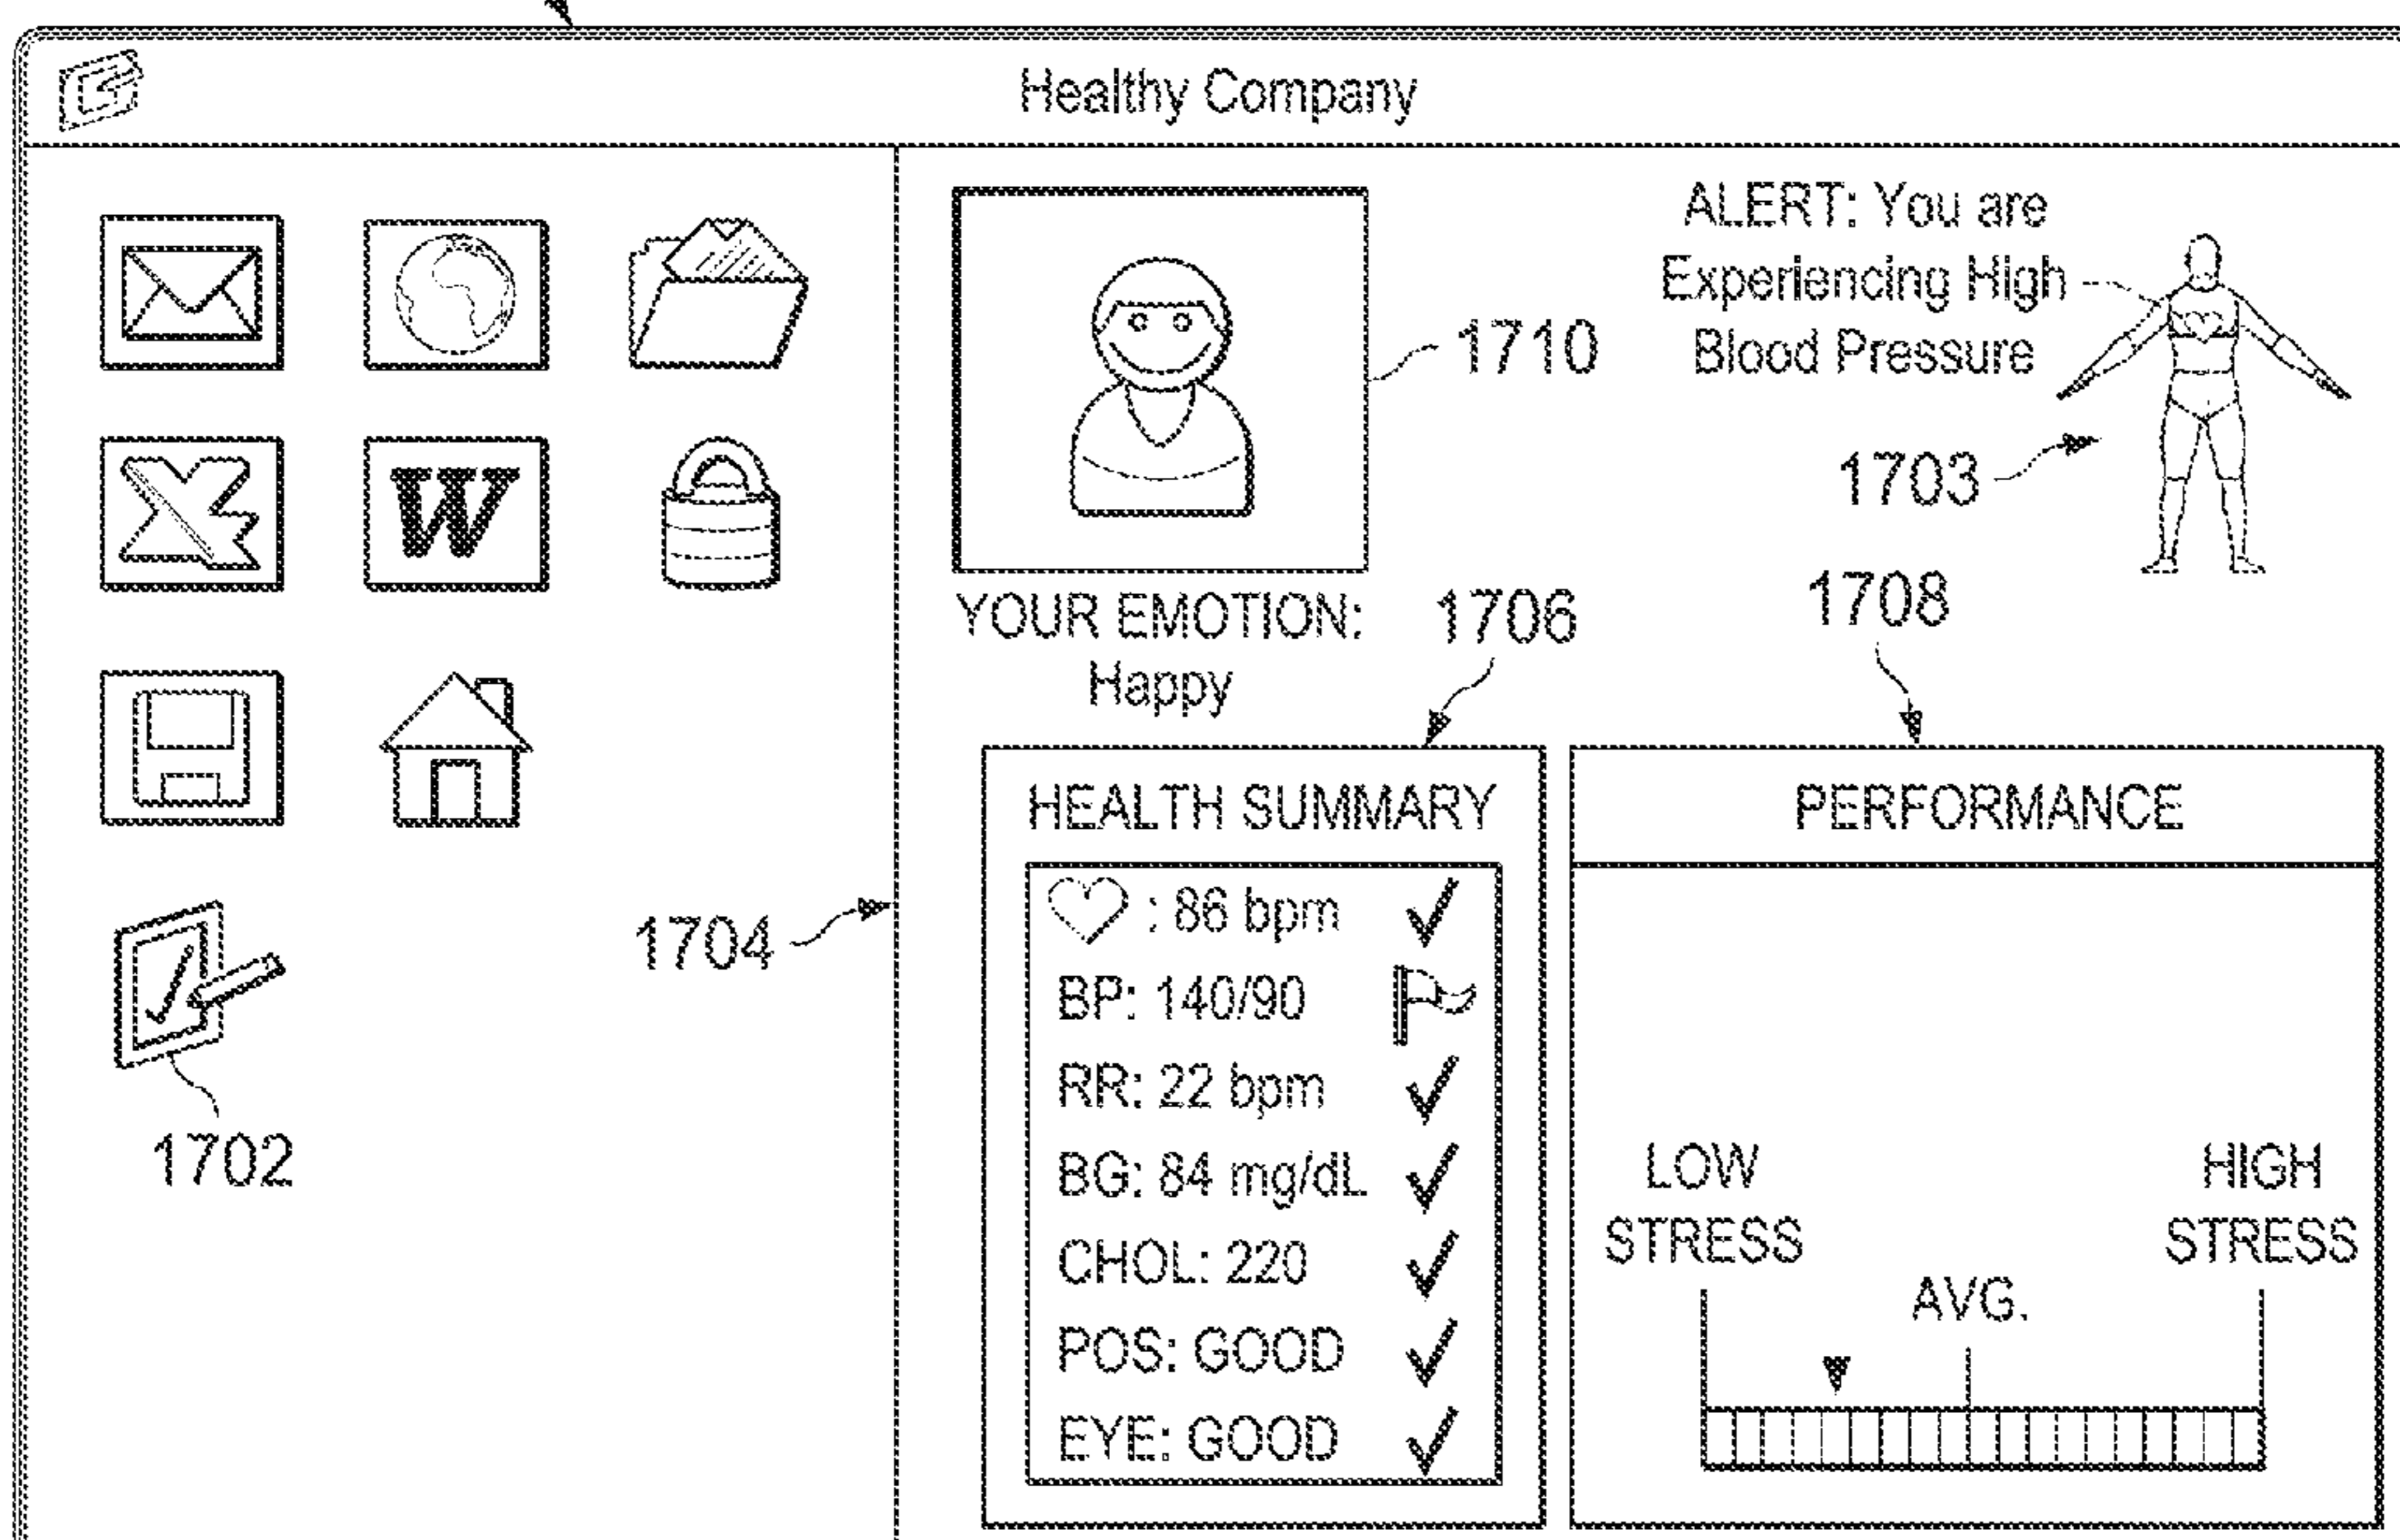 Healthy Company
ALERT: You are
Experiencing High
Blood Pressure
1710
1703
W
YOUR EMOTION:
Happy
1706
1708
HEALTH SUMMARY
: 86 bpm
BP: 140/90
RR: 22 bpm
BG: 84 mg/dL
CHOL: 220
POS: GOOD
EYE: GOOD
PERFORMANCE
LOW
STRESS
HIGH
STRESS
AVG.
1704
1702